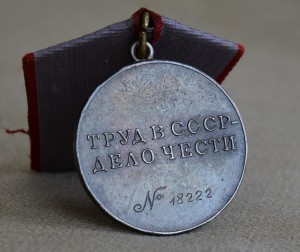 ТРУД В СССР-
ДЕЛО ЧЕСТИ
№ 18222